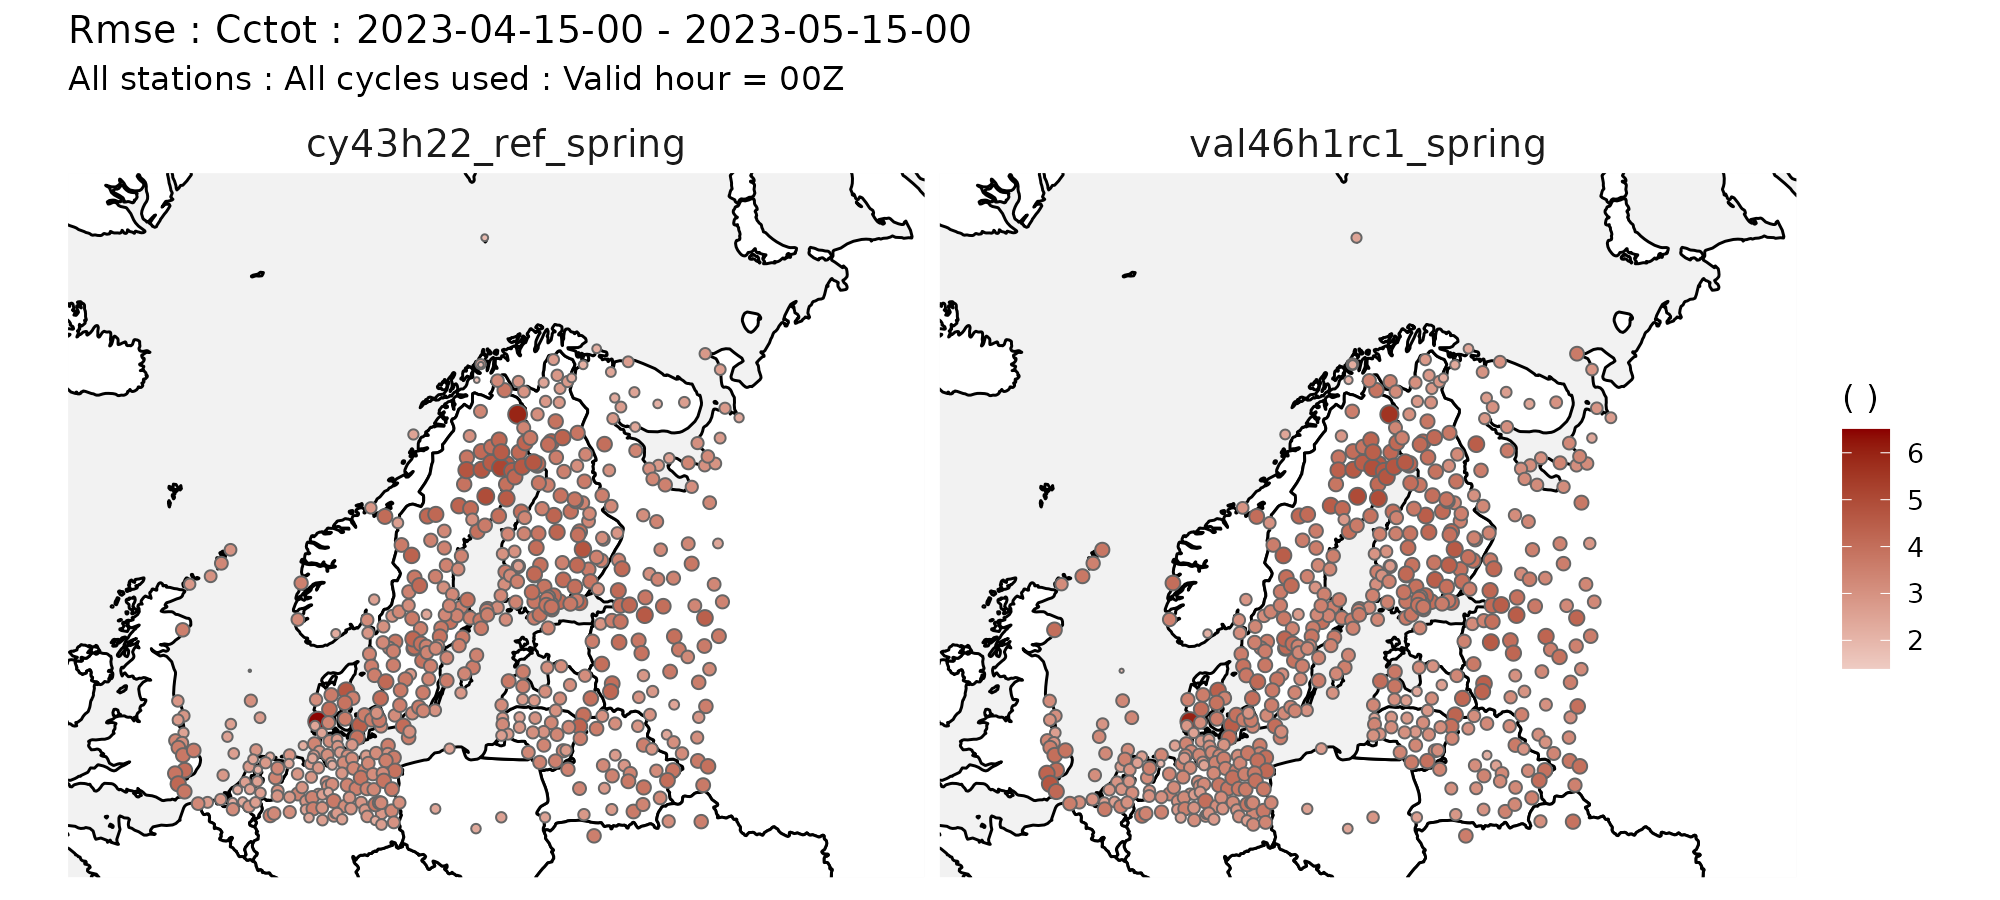 Rmse : Cctot : 2023-04-15-00 - 2023-05-15-00
All stations : All cycles used : Valid hour = 00Z
cy43h22_ref_spring
val46h1rc1_spring
( )
6
5
4
3
2